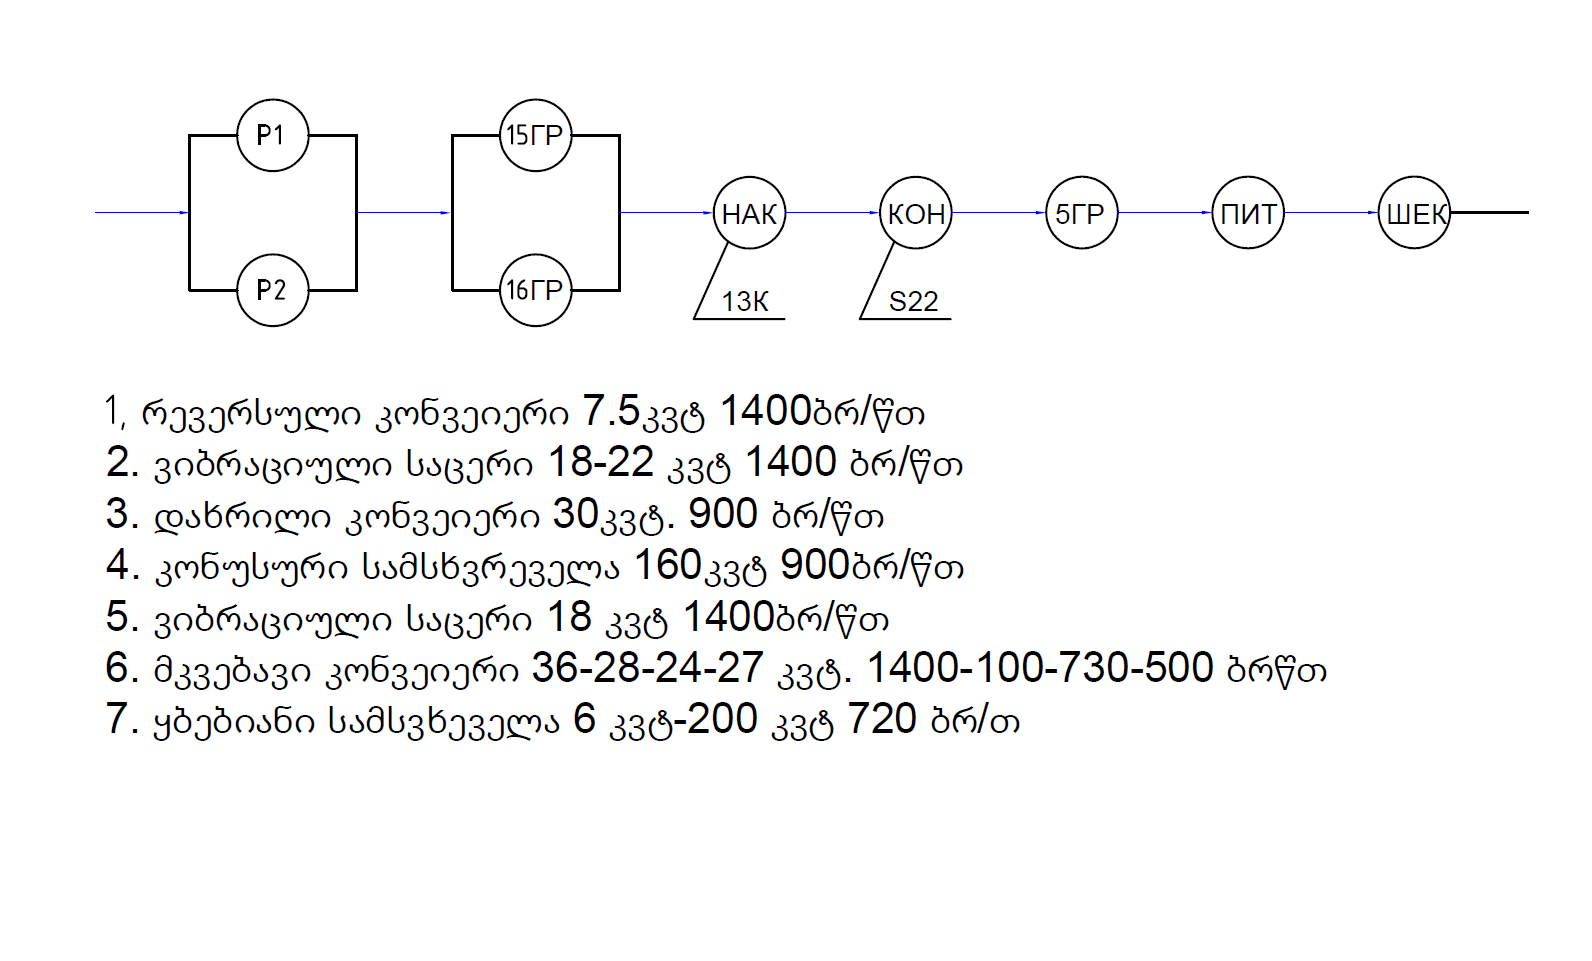 P1
15ГР
НАК
КОН
5ГР
ПИТ
ШЕК
P2
16ГР
13К
S22
1, რევერსული კონვეიერი 7.5კვტ 1400ბრ/წთ
2. ვიბრაციული საცერი 18-22 კვტ 1400 ბრ/წთ
3. დახრილი კონვეიერი 30კვტ. 900 ბრ/წთ
4. კონუსური სამსხვრეველა 160კვტ 900ბრ/წთ
5. ვიბრაციული საცერი 18 კვტ 1400ბრ/წთ
6. მკვებავი კონვეიერი 36-28-24-27 კვტ. 1400-100-730-500 ბრწთ
7. ყბებიანი სამსვხეველა 6 კვტ-200 კვტ 720 ბრ/თ